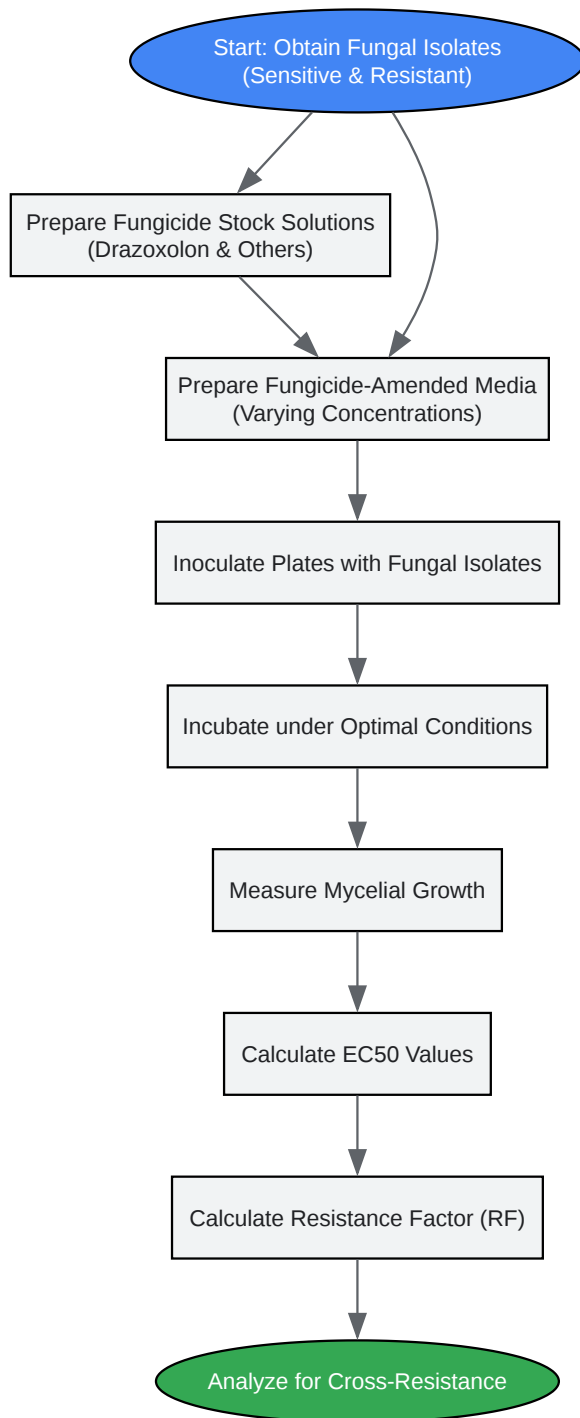 Start: Obtain Fungal Isolates
(Sensitive & Resistant)
Prepare Fungicide Stock Solutions
(Drazoxolon & Others)
Prepare Fungicide-Amended Media
(Varying Concentrations)
Inoculate Plates with Fungal Isolates
Incubate under Optimal Conditions
Measure Mycelial Growth
Calculate EC50 Values
Calculate Resistance Factor (RF)
Analyze for Cross-Resistance